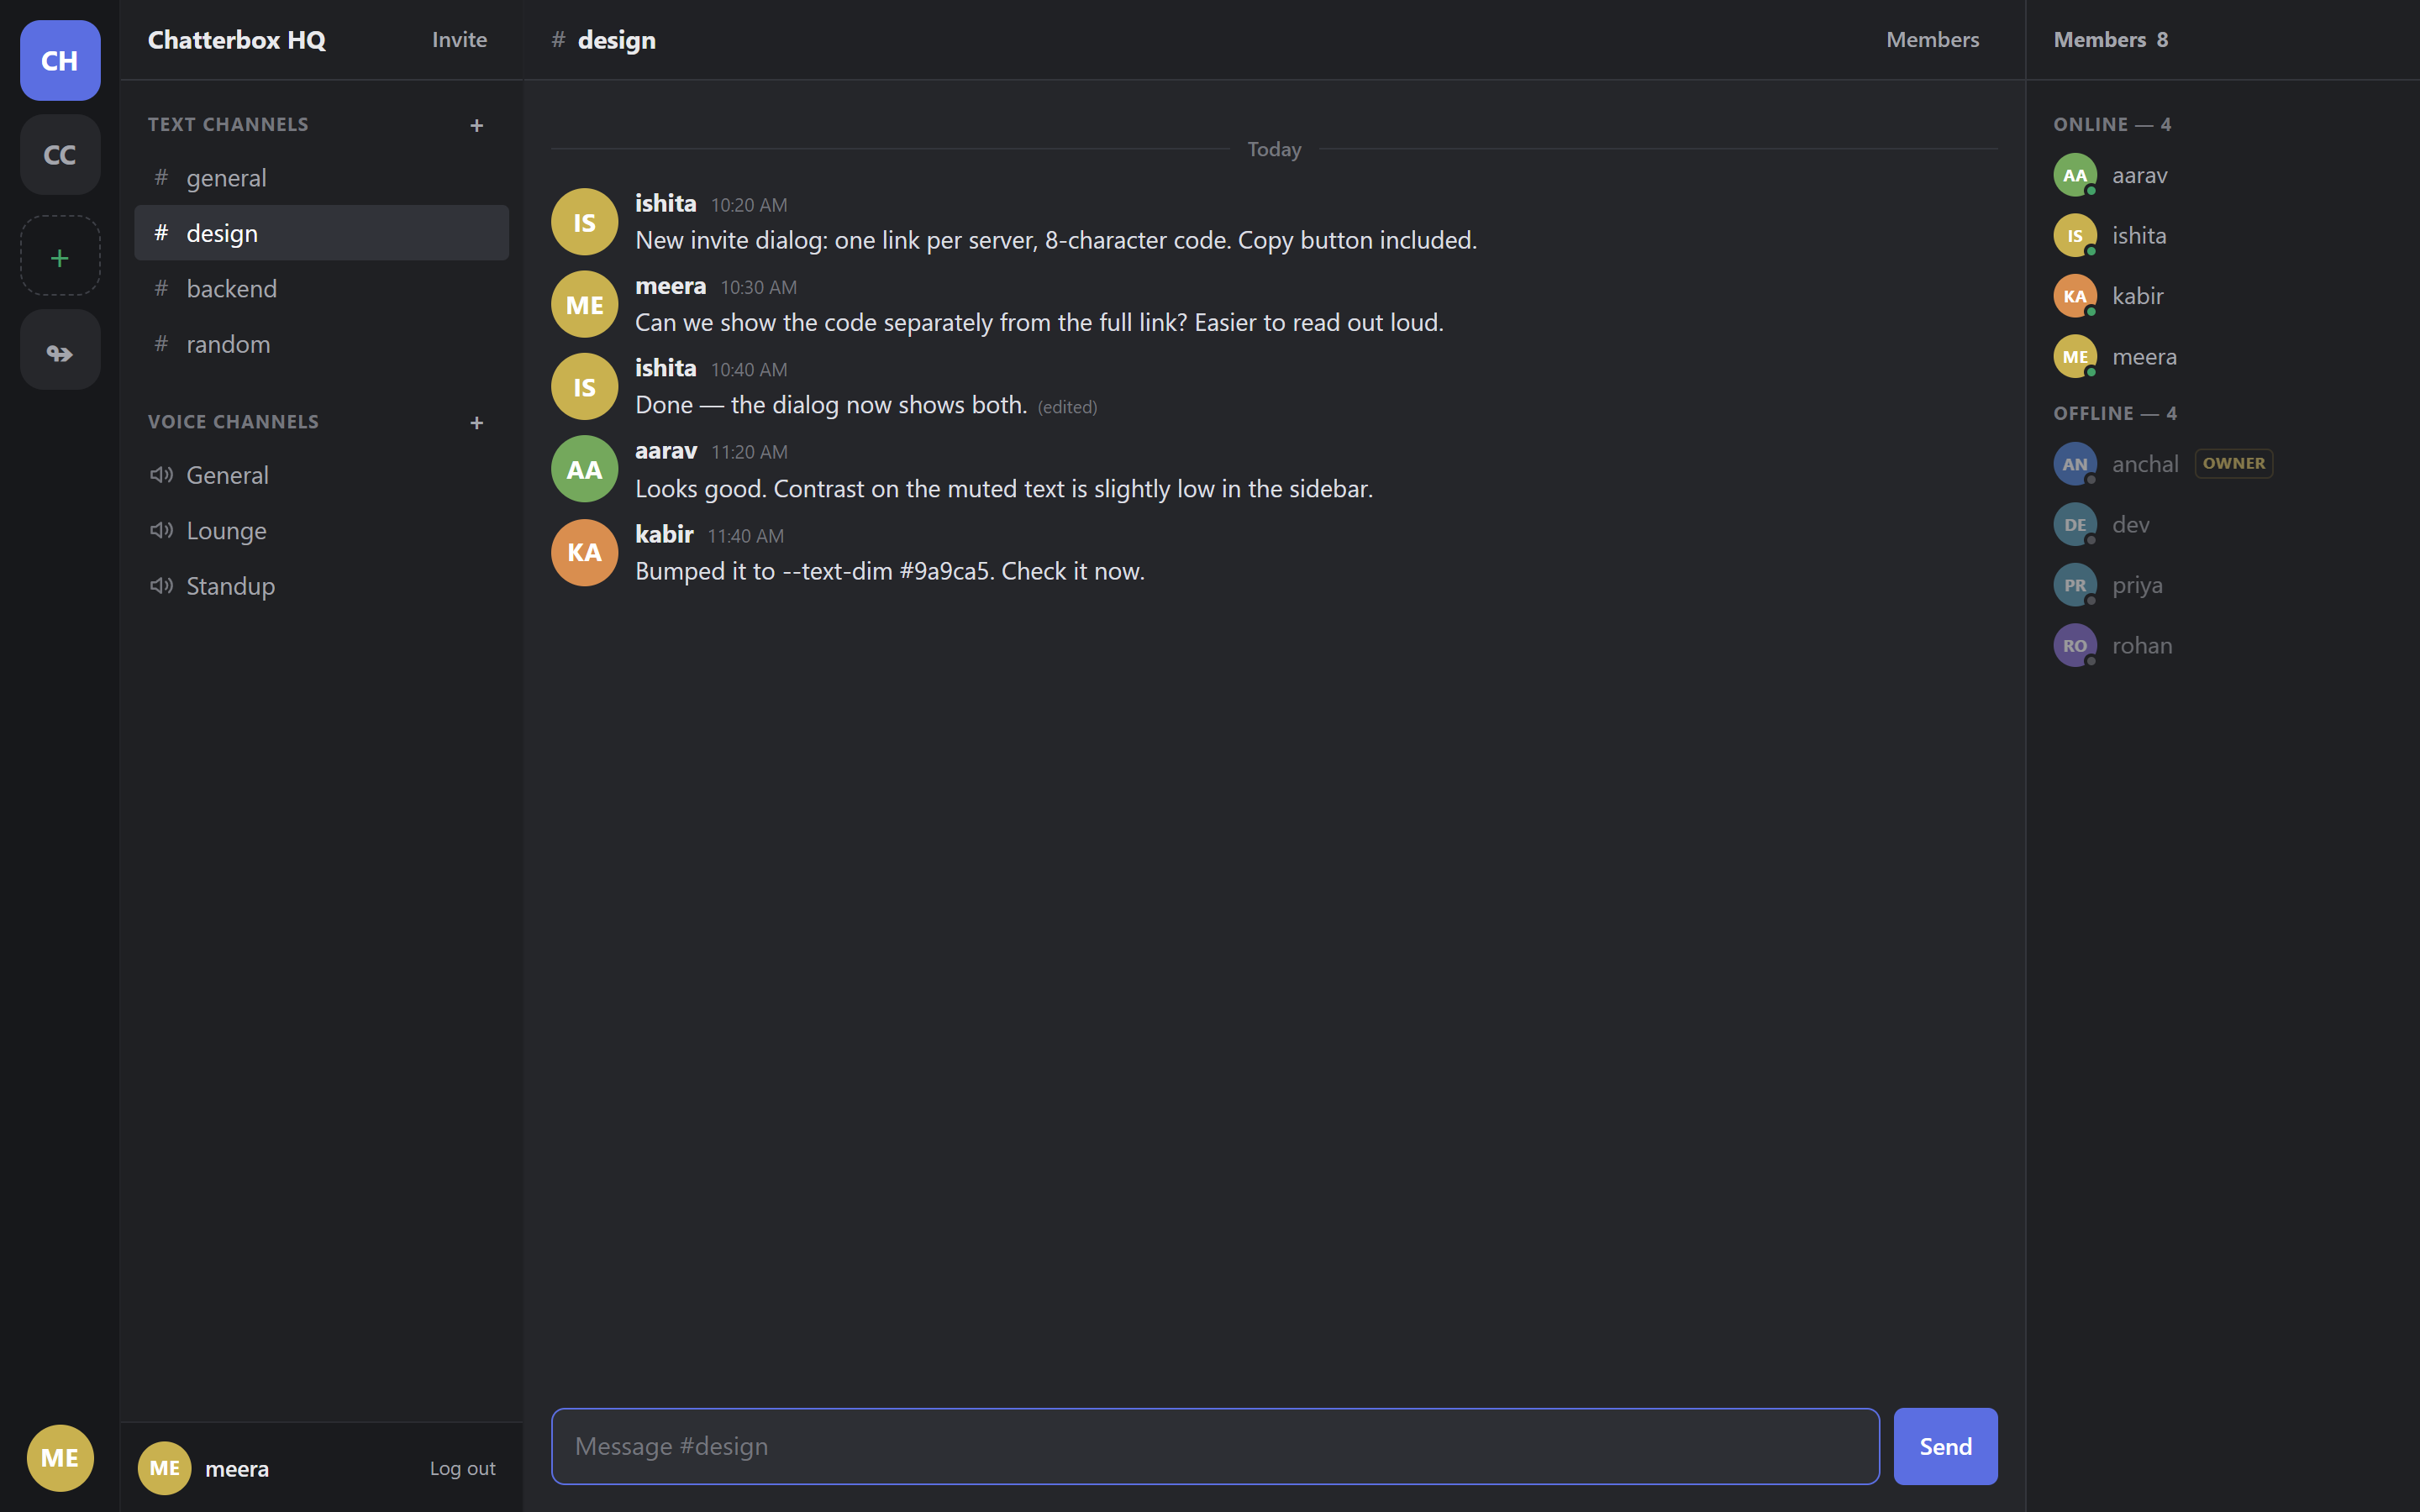 CH
CC
+
ME
Chatterbox HQ Invite
TEXT CHANNELS +
# general
# design
# backend
# random
VOICE CHANNELS +
General
Lounge
Standup
ME meera Log out
# design Members
Today
IS ishita 10:20 AM
New invite dialog: one link per server, 8-character code. Copy button included.
ME meera 10:30 AM
Can we show the code separately from the full link? Easier to read out loud.
IS ishita 10:40 AM
Done — the dialog now shows both. (edited)
AA aarav 11:20 AM
Looks good. Contrast on the muted text is slightly low in the sidebar.
KA kabir 11:40 AM
Bumped it to --text-dim #9a9ca5. Check it now.
Message #design Send
Members 8
ONLINE — 4
AA aarav
IS ishita
KA kabir
ME meera
OFFLINE — 4
AN anchal OWNER
DE dev
PR priya
RO rohan